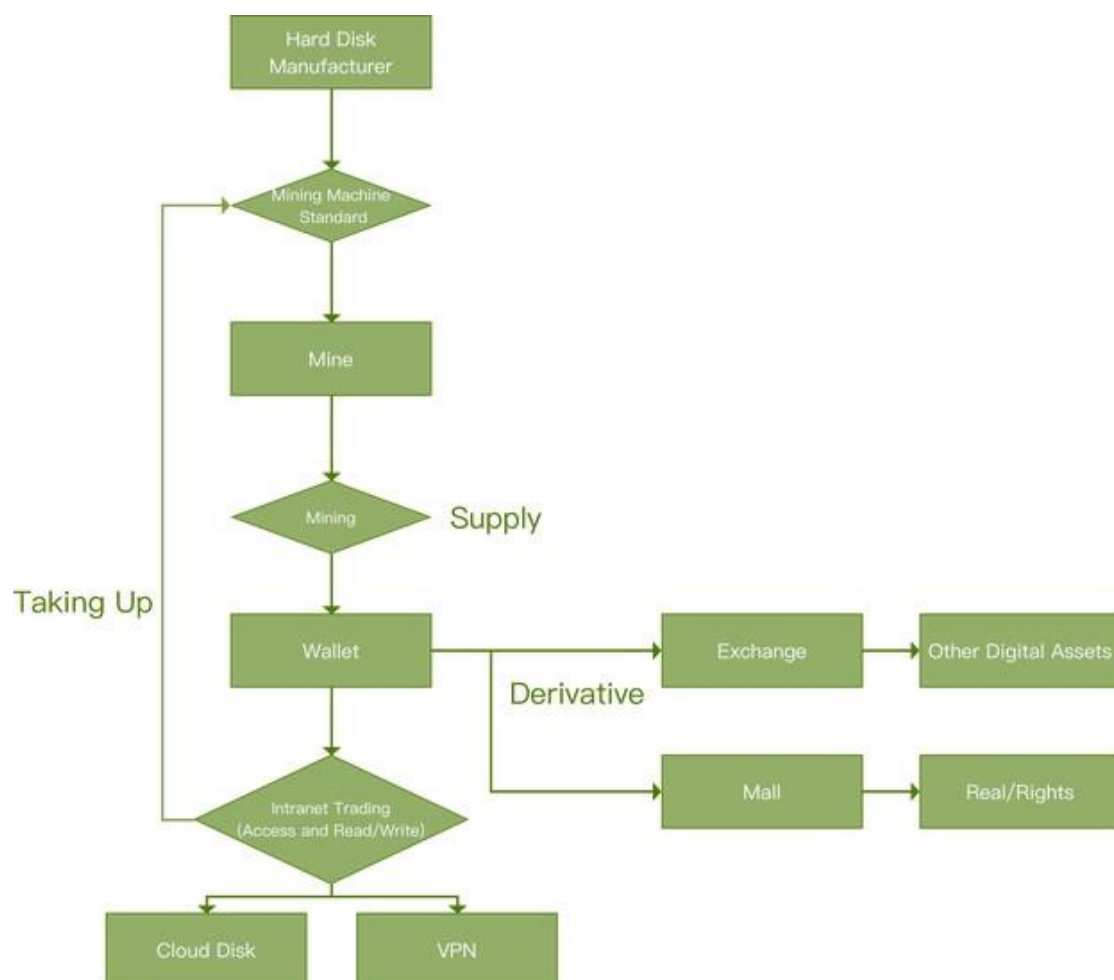 Hard Disk
Manufacturer
Mining Machine
Standard
Mine
Mining
Supply
Taking Up
Wallet
Exchange
Other Digital Assets
Derivative
Mall
Real/Rights
Intranet Trading
(Access and Read/Write)
Cloud Disk
VPN